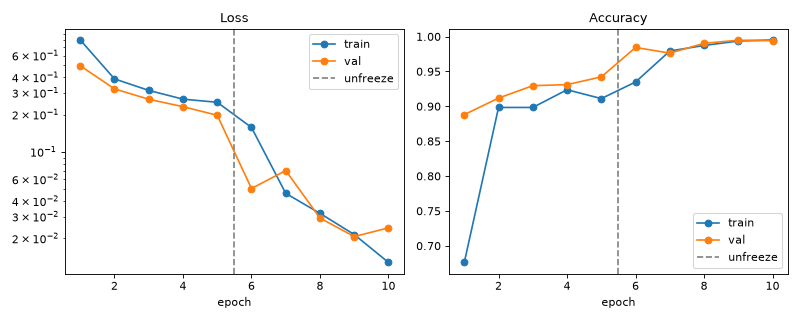 Loss
6 × 10⁻¹
4 × 10⁻¹
3 × 10⁻¹
2 × 10⁻¹
10⁻¹
6 × 10⁻²
4 × 10⁻²
3 × 10⁻²
2 × 10⁻²
train
val
unfreeze
2 4 6 8 10
epoch
Accuracy
1.00
0.95
0.90
0.85
0.80
0.75
0.70
train
val
unfreeze
2 4 6 8 10
epoch